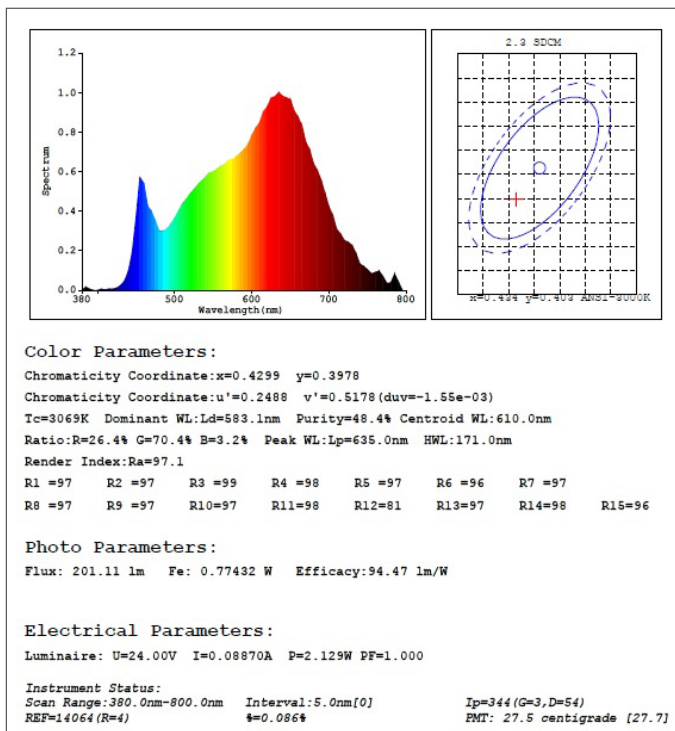 2.3 SDCM
1.2
1.0
0.8
0.6
0.4
0.2
0.0
Spectrum
380 500 600 700 800
Wavelength(nm)
x=0.434 y=0.403 ANSI-3000K
Color Parameters:
Chromaticity Coordinate:x=0.4299 y=0.3978
Chromaticity Coordinate:u'=0.2488 v'=0.5178(duv=-1.55e-03)
Tc=3069K Dominant WL:Ld=583.1nm Purity=48.4% Centroid WL:610.0nm
Ratio:R=26.4% G=70.4% B=3.2% Peak WL:Lp=635.0nm HWL:171.0nm
Render Index:Ra=97.1
R1 =97 R2 =97 R3 =99 R4 =98 R5 =97 R6 =96 R7 =97
R8 =97 R9 =97 R10=97 R11=98 R12=81 R13=97 R14=98 R15=96
Photo Parameters:
Flux: 201.11 lm Fe: 0.77432 W Efficacy:94.47 lm/W
Electrical Parameters:
Luminaire: U=24.00V I=0.08870A P=2.129W PF=1.000
Instrument Status:
Scan Range:380.0nm-800.0nm Interval:5.0nm[0] Ip=344(G=3,D=54)
REF=14064(R=4) %=0.086% PMT: 27.5 centigrade [27.7]